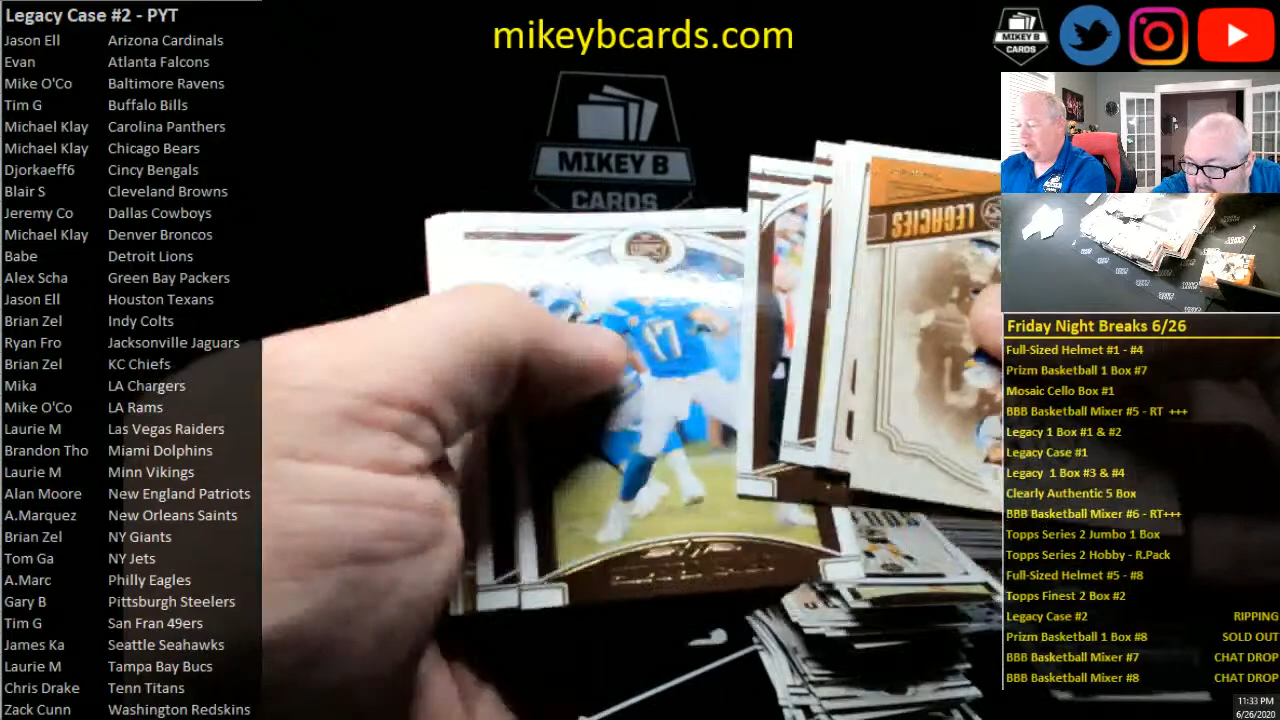 Legacy Case #2 - PYT
Jason Ell Arizona Cardinals
Evan Atlanta Falcons
Mike O'Co Baltimore Ravens
Tim G Buffalo Bills
Michael Klay Carolina Panthers
Michael Klay Chicago Bears
Djorkaeff6 Cincy Bengals
Blair S Cleveland Browns
Jeremy Co Dallas Cowboys
Michael Klay Denver Broncos
Babe Detroit Lions
Alex Scha Green Bay Packers
Jason Ell Houston Texans
Brian Zel Indy Colts
Ryan Fro Jacksonville Jaguars
Brian Zel KC Chiefs
Mika LA Chargers
Mike O'Co LA Rams
Laurie M Las Vegas Raiders
Brandon Tho Miami Dolphins
Laurie M Minn Vikings
Alan Moore New England Patriots
A.Marquez New Orleans Saints
Brian Zel NY Giants
Tom Ga NY Jets
A.Marc Philly Eagles
Gary B Pittsburgh Steelers
Tim G San Fran 49ers
James Ka Seattle Seahawks
Laurie M Tampa Bay Bucs
Chris Drake Tenn Titans
Zack Cunn Washington Redskins
mikeybcards.com
MIKEY B
CARDS
LEGACIES
17
MIKEY B
CARDS
Friday Night Breaks 6/26
Full-Sized Helmet #1 - #4
Prizm Basketball 1 Box #7
Mosaic Cello Box #1
BBB Basketball Mixer #5 - RT +++
Legacy 1 Box #1 & #2
Legacy Case #1
Legacy 1 Box #3 & #4
Clearly Authentic 5 Box
BBB Basketball Mixer #6 - RT+++
Topps Series 2 Jumbo 1 Box
Topps Series 2 Hobby - R.Pack
Full-Sized Helmet #5 - #8
Topps Finest 2 Box #2
Legacy Case #2 RIPPING
Prizm Basketball 1 Box #8 SOLD OUT
BBB Basketball Mixer #7 CHAT DROP
BBB Basketball Mixer #8 CHAT DROP
11:33 PM
6/26/2020